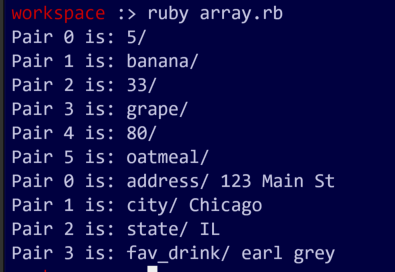 workspace :> ruby array.rb
Pair 0 is: 5/
Pair 1 is: banana/
Pair 2 is: 33/
Pair 3 is: grape/
Pair 4 is: 80/
Pair 5 is: oatmeal/
Pair 0 is: address/ 123 Main St
Pair 1 is: city/ Chicago
Pair 2 is: state/ IL
Pair 3 is: fav_drink/ earl grey